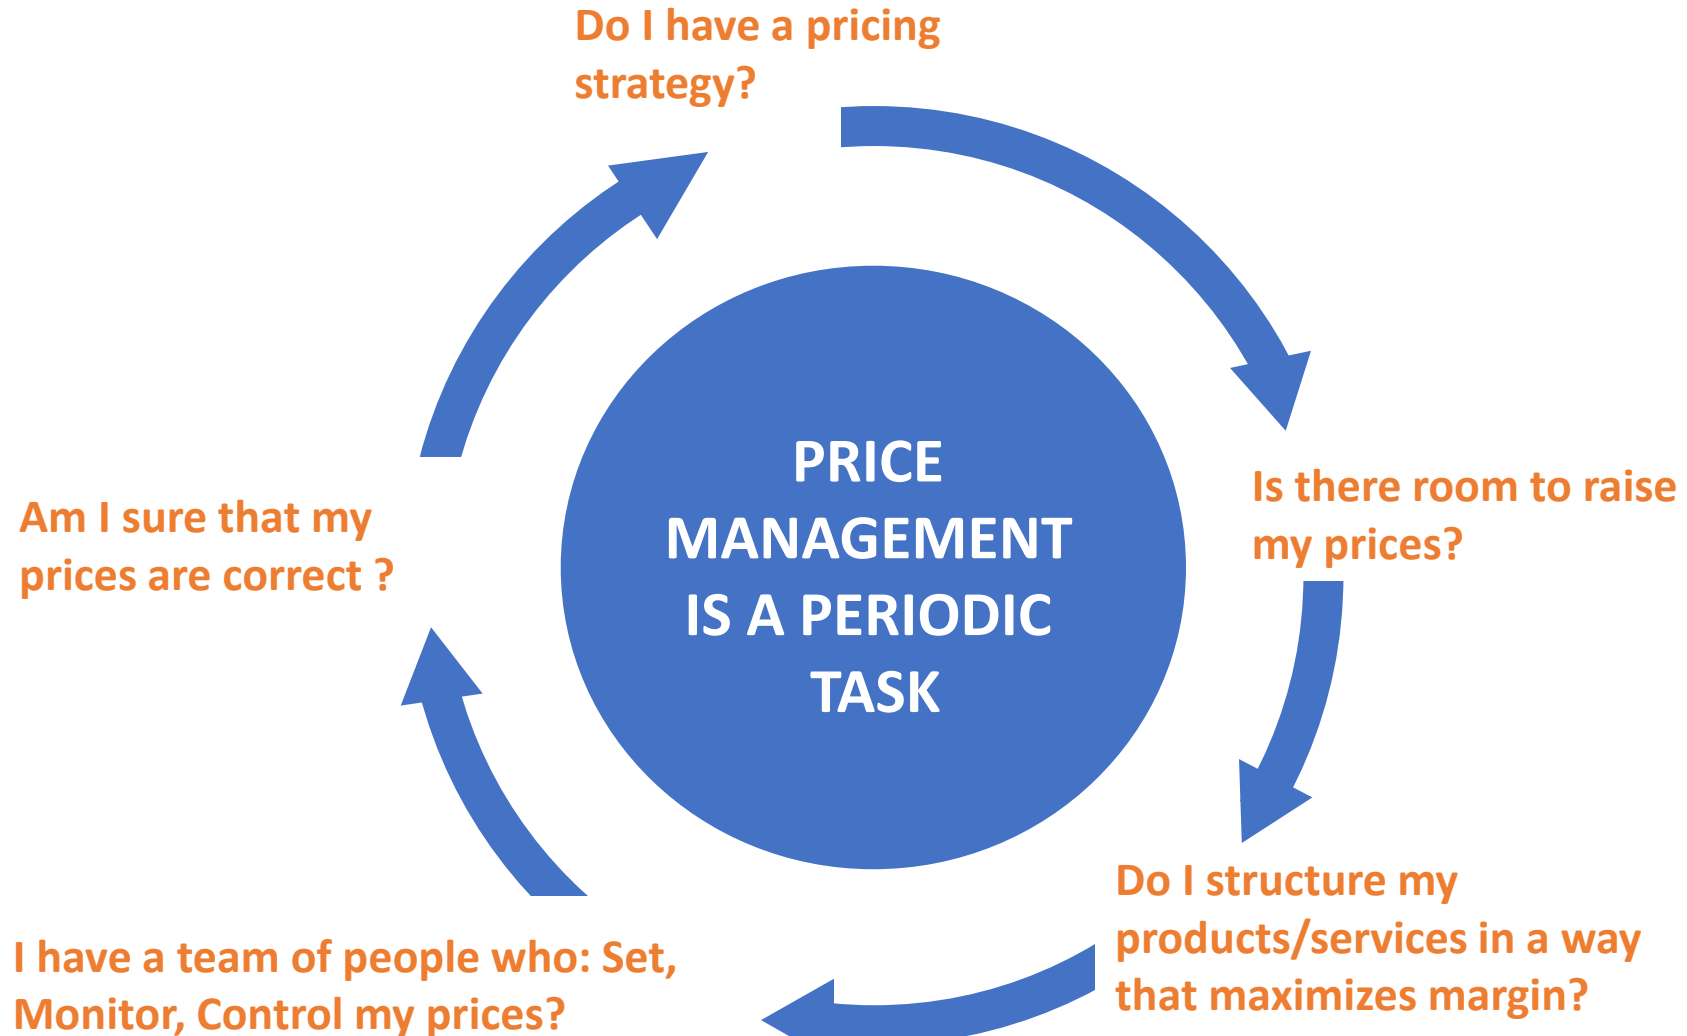 Do I have a pricing
strategy?
Is there room to raise
my prices?
Do I structure my
products/services in a way
that maximizes margin?
I have a team of people who: Set,
Monitor, Control my prices?
Am I sure that my
prices are correct ?
PRICE
MANAGEMENT
IS A PERIODIC
TASK